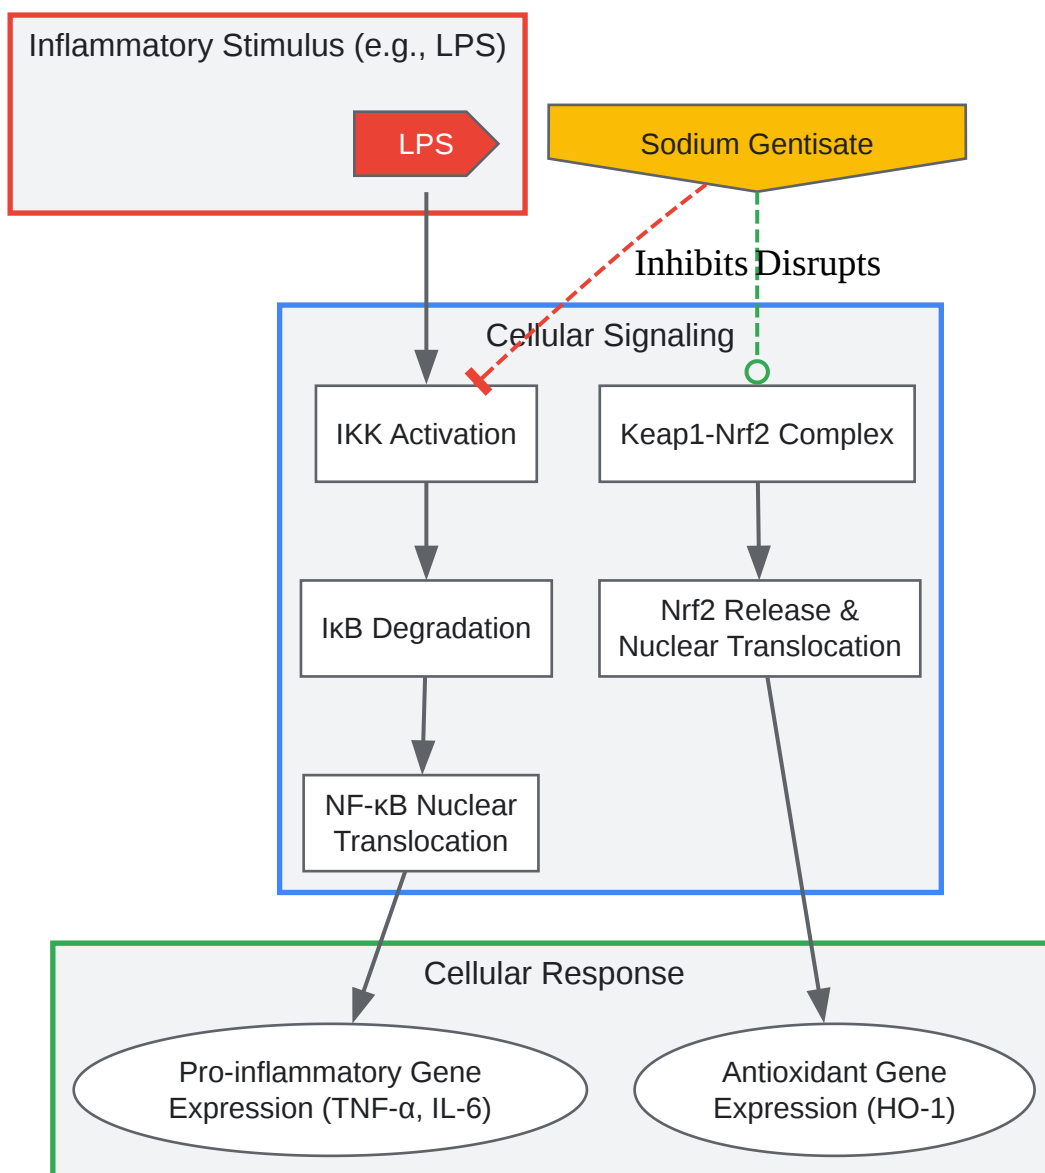 Inflammatory Stimulus (e.g., LPS)
LPS
Sodium Gentisate
Inhibits
Disrupts
Cellular Signaling
IKK Activation
Keap1-Nrf2 Complex
IκB Degradation
Nrf2 Release &
Nuclear Translocation
NF-κB Nuclear
Translocation
Cellular Response
Pro-inflammatory Gene
Expression (TNF-α, IL-6)
Antioxidant Gene
Expression (HO-1)